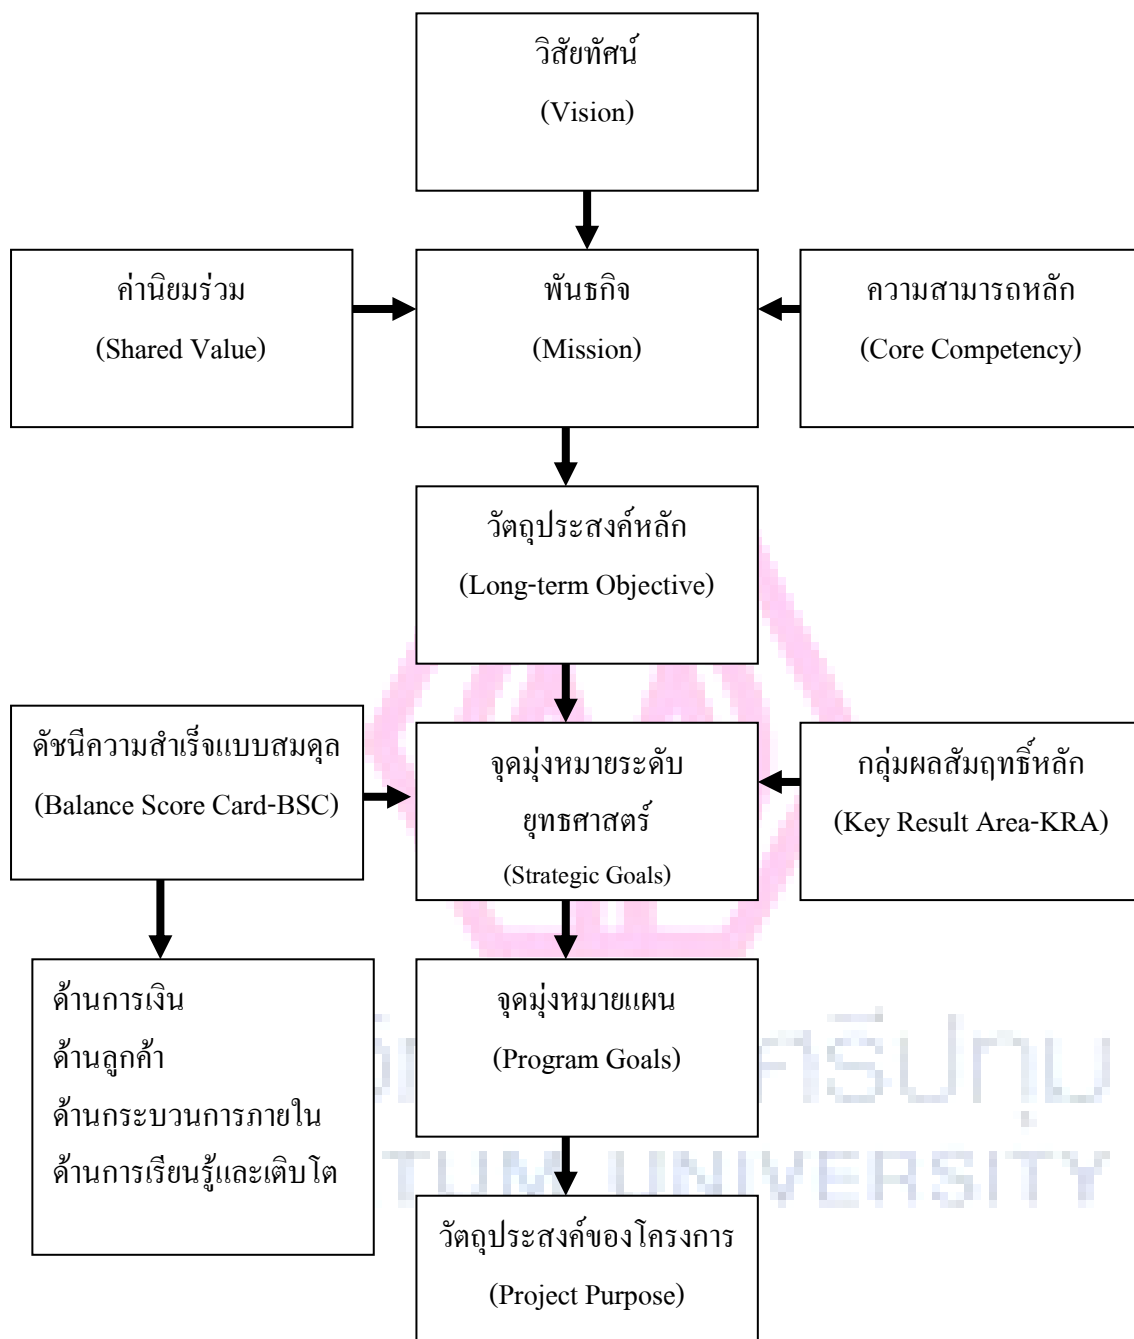 วิสัยทัศน์
(Vision)
ค่านิยมร่วม
(Shared Value)
พันธกิจ
(Mission)
ความสามารถหลัก
(Core Competency)
วัตถุประสงค์หลัก
(Long-term Objective)
ดัชนีความสำเร็จแบบสมดุล
(Balance Score Card-BSC)
จุดมุ่งหมายระดับ
ยุทธศาสตร์
(Strategic Goals)
กลุ่มผลสัมฤทธิ์หลัก
(Key Result Area-KRA)
ด้านการเงิน
ด้านลูกค้า
ด้านกระบวนการภายใน
ด้านการเรียนรู้และเติบโต
จุดมุ่งหมายแผน
(Program Goals)
วัตถุประสงค์ของโครงการ
(Project Purpose)
ศรีปทุม
TUM UNIVERSITY